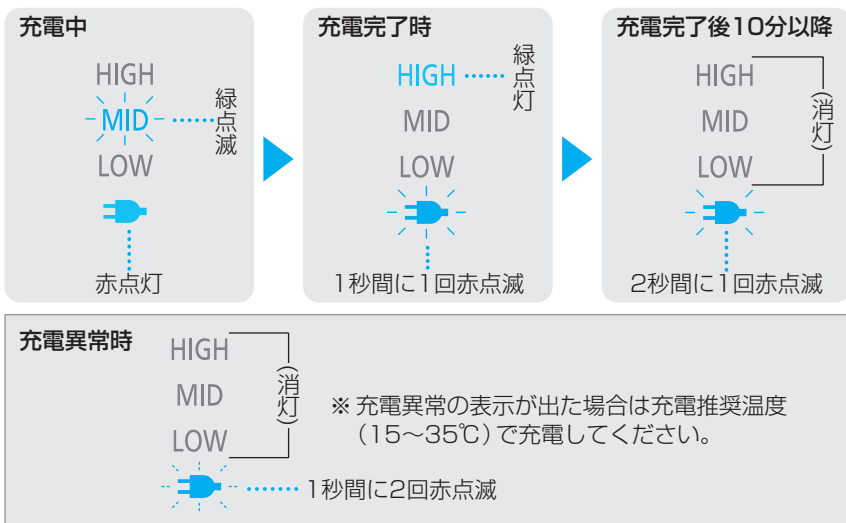 充電中
HIGH
MID
緑点滅
LOW
赤点灯
充電完了時
HIGH
緑点灯
MID
LOW
1秒間に1回赤点滅
充電完了後10分以降
HIGH
MID
LOW
(消灯)
2秒間に1回赤点滅
充電異常時
HIGH
MID
LOW
(消灯)
1秒間に2回赤点滅
※ 充電異常の表示が出た場合は充電推奨温度
(15〜35℃)で充電してください。